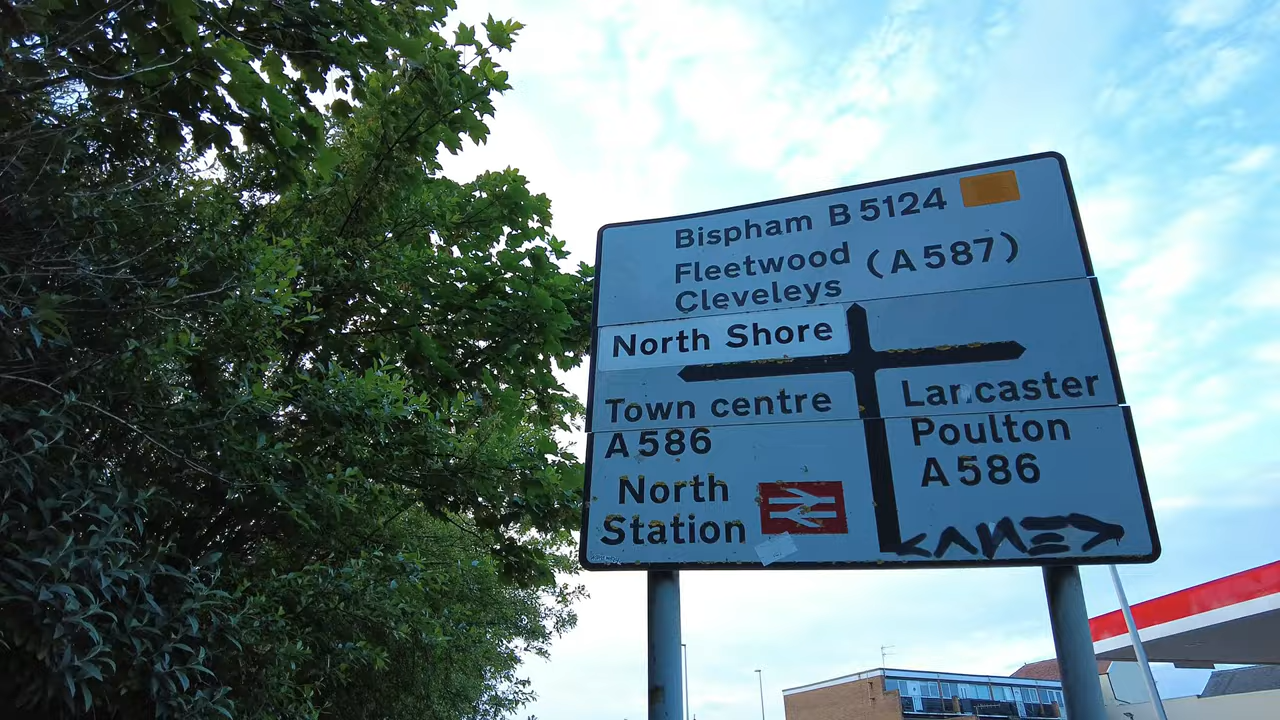 Bispham B5124
Fleetwood (A587)
Cleveleys
North Shore
Town centre
A586
North
Station
Lancaster
Poulton
A586